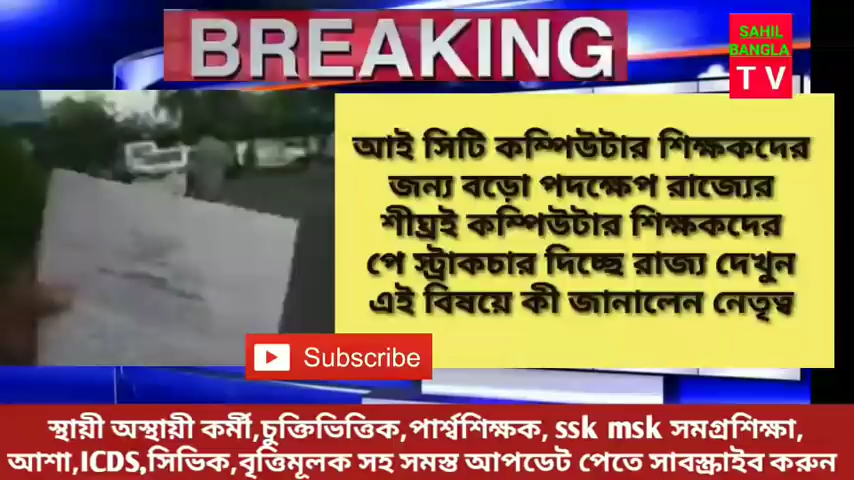 BREAKING
SAHIL
BANGLA
TV
আই সিটি কম্পিউটার শিক্ষকদের
জন্য বড়ো পদক্ষেপ রাজ্যের
শীঘ্রই কম্পিউটার শিক্ষকদের
পে স্ট্রাকচার দিচ্ছে রাজ্য দেখুন
এই বিষয়ে কী জানালেন নেতৃত্ব
Subscribe
স্থায়ী অস্থায়ী কর্মী,চুক্তিভিত্তিক,পার্শ্বশিক্ষক, ssk msk সমগ্রশিক্ষা,
আশা,ICDS,সিভিক,বৃত্তিমূলক সহ সমস্ত আপডেট পেতে সাবস্ক্রাইব করুন